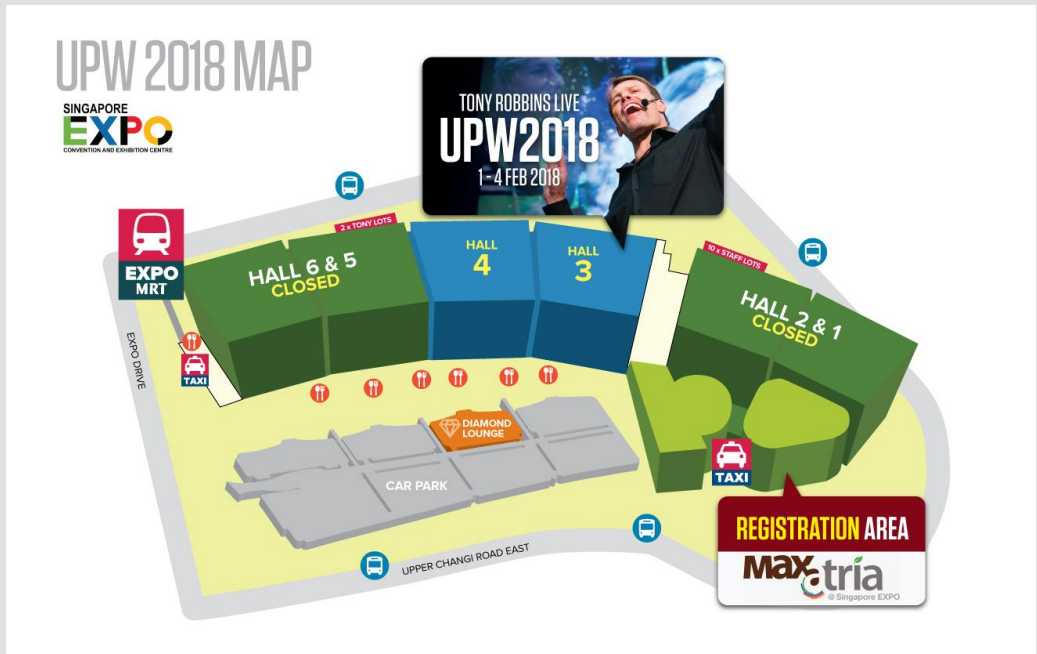 UPW 2018 MAP
SINGAPORE
EXPO
CONVENTION AND EXHIBITION CENTRE
TONY ROBBINS LIVE
UPW2018
1 - 4 FEB 2018
2 x TONY LOTS
10 x STAFF LOTS
EXPO
MRT
HALL 6 & 5
CLOSED
HALL
4
HALL
3
HALL 2 & 1
CLOSED
EXPO DRIVE
TAXI
DIAMOND
LOUNGE
CAR PARK
TAXI
UPPER CHANGI ROAD EAST
REGISTRATION AREA
MAX atria
@ Singapore EXPO